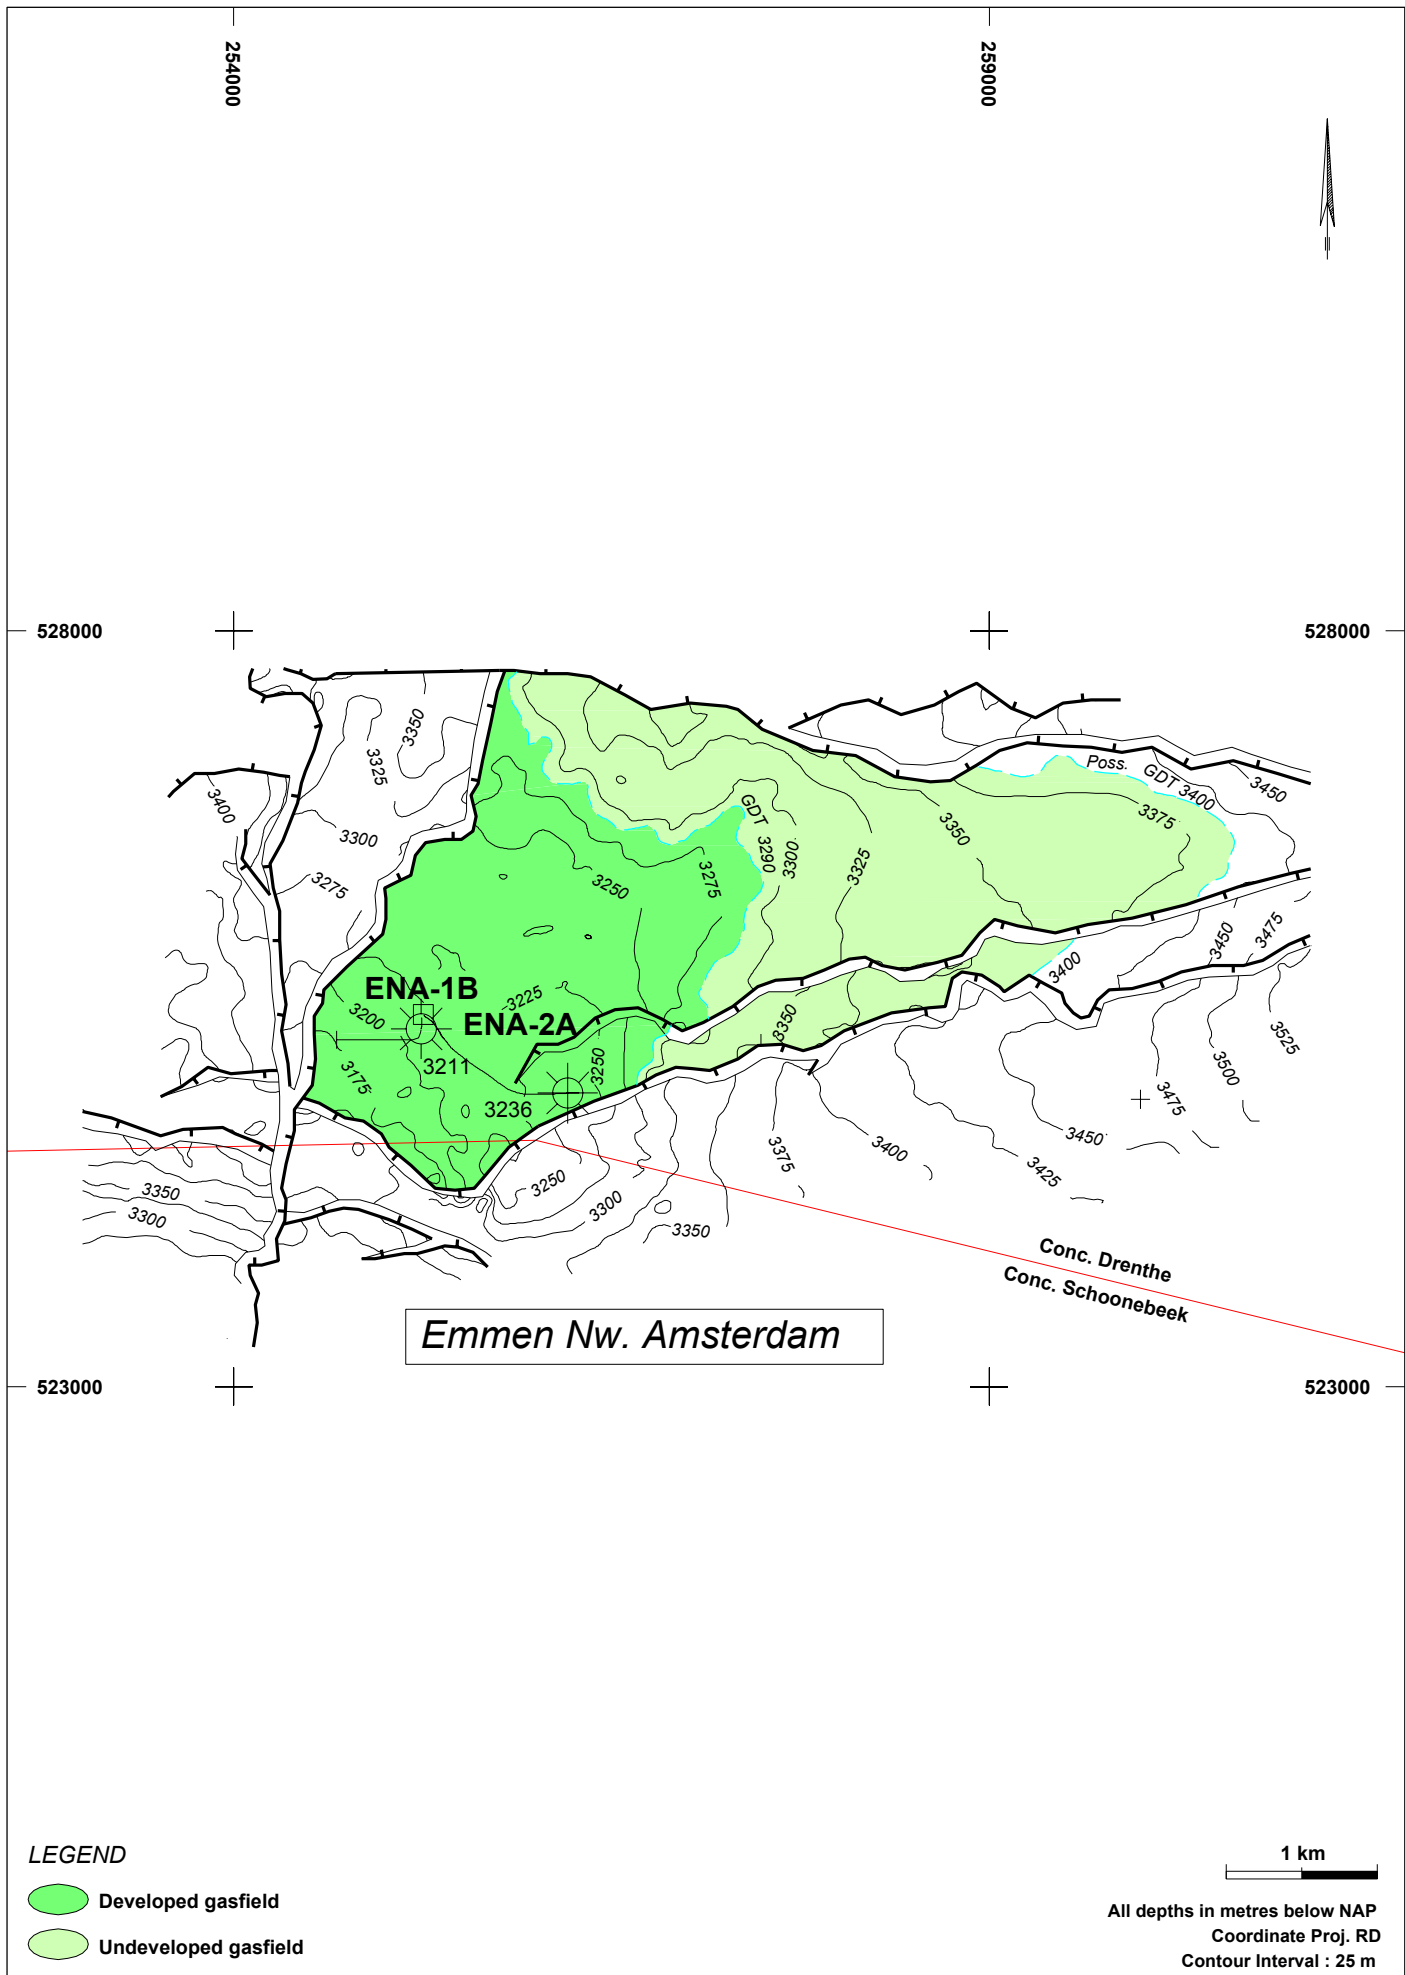 254000
259000
528000
528000
3350
3325
3400
3300
3275
Poss.
GDT 3400
3450
3375
GDT 3290
3300
3350
3325
3275
3250
3450
3475
3400
ENA-1B
3225
3200
ENA-2A
3350
3525
3211
3250
3500
3175
3236
3475
3450
3375
3400
3425
3250
3350
3300
3300
3350
Conc. Drenthe
Conc. Schoonebeek
Emmen Nw. Amsterdam
523000
523000
LEGEND
Developed gasfield
Undeveloped gasfield
1 km
All depths in metres below NAP
Coordinate Proj. RD
Contour Interval : 25 m